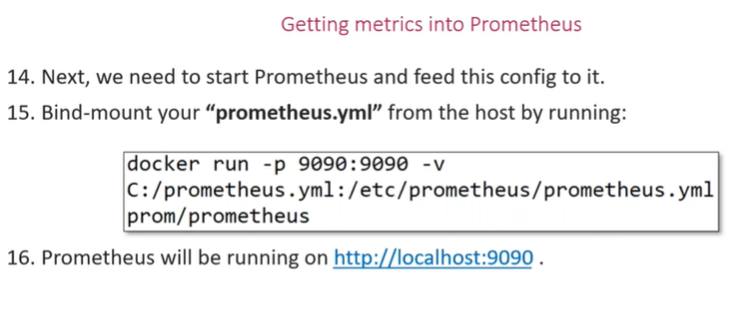 Getting metrics into Prometheus
14. Next, we need to start Prometheus and feed this config to it.
15. Bind-mount your “prometheus.yml” from the host by running:
docker run -p 9090:9090 -v
C:/prometheus.yml:/etc/prometheus/prometheus.yml
prom/prometheus
16. Prometheus will be running on http://localhost:9090 .